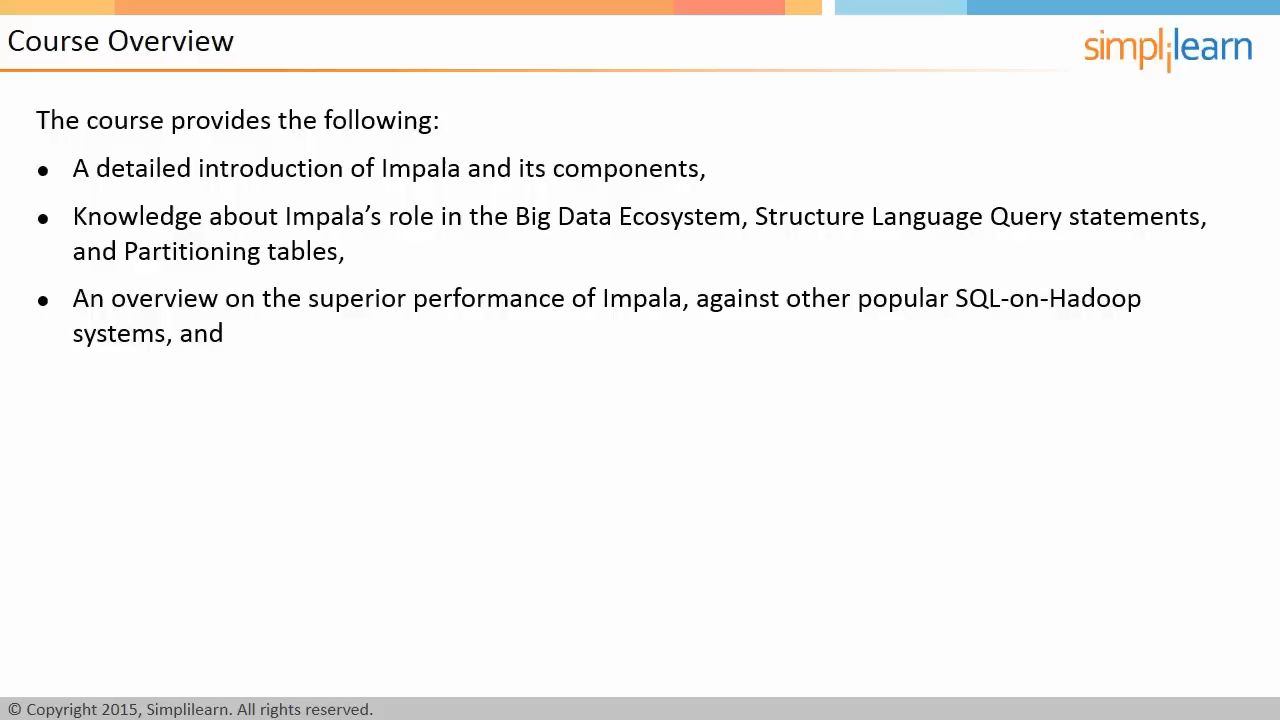 Course Overview
simplilearn
The course provides the following:
● A detailed introduction of Impala and its components,
● Knowledge about Impala’s role in the Big Data Ecosystem, Structure Language Query statements,
and Partitioning tables,
● An overview on the superior performance of Impala, against other popular SQL-on-Hadoop
systems, and
© Copyright 2015, Simplilearn. All rights reserved.